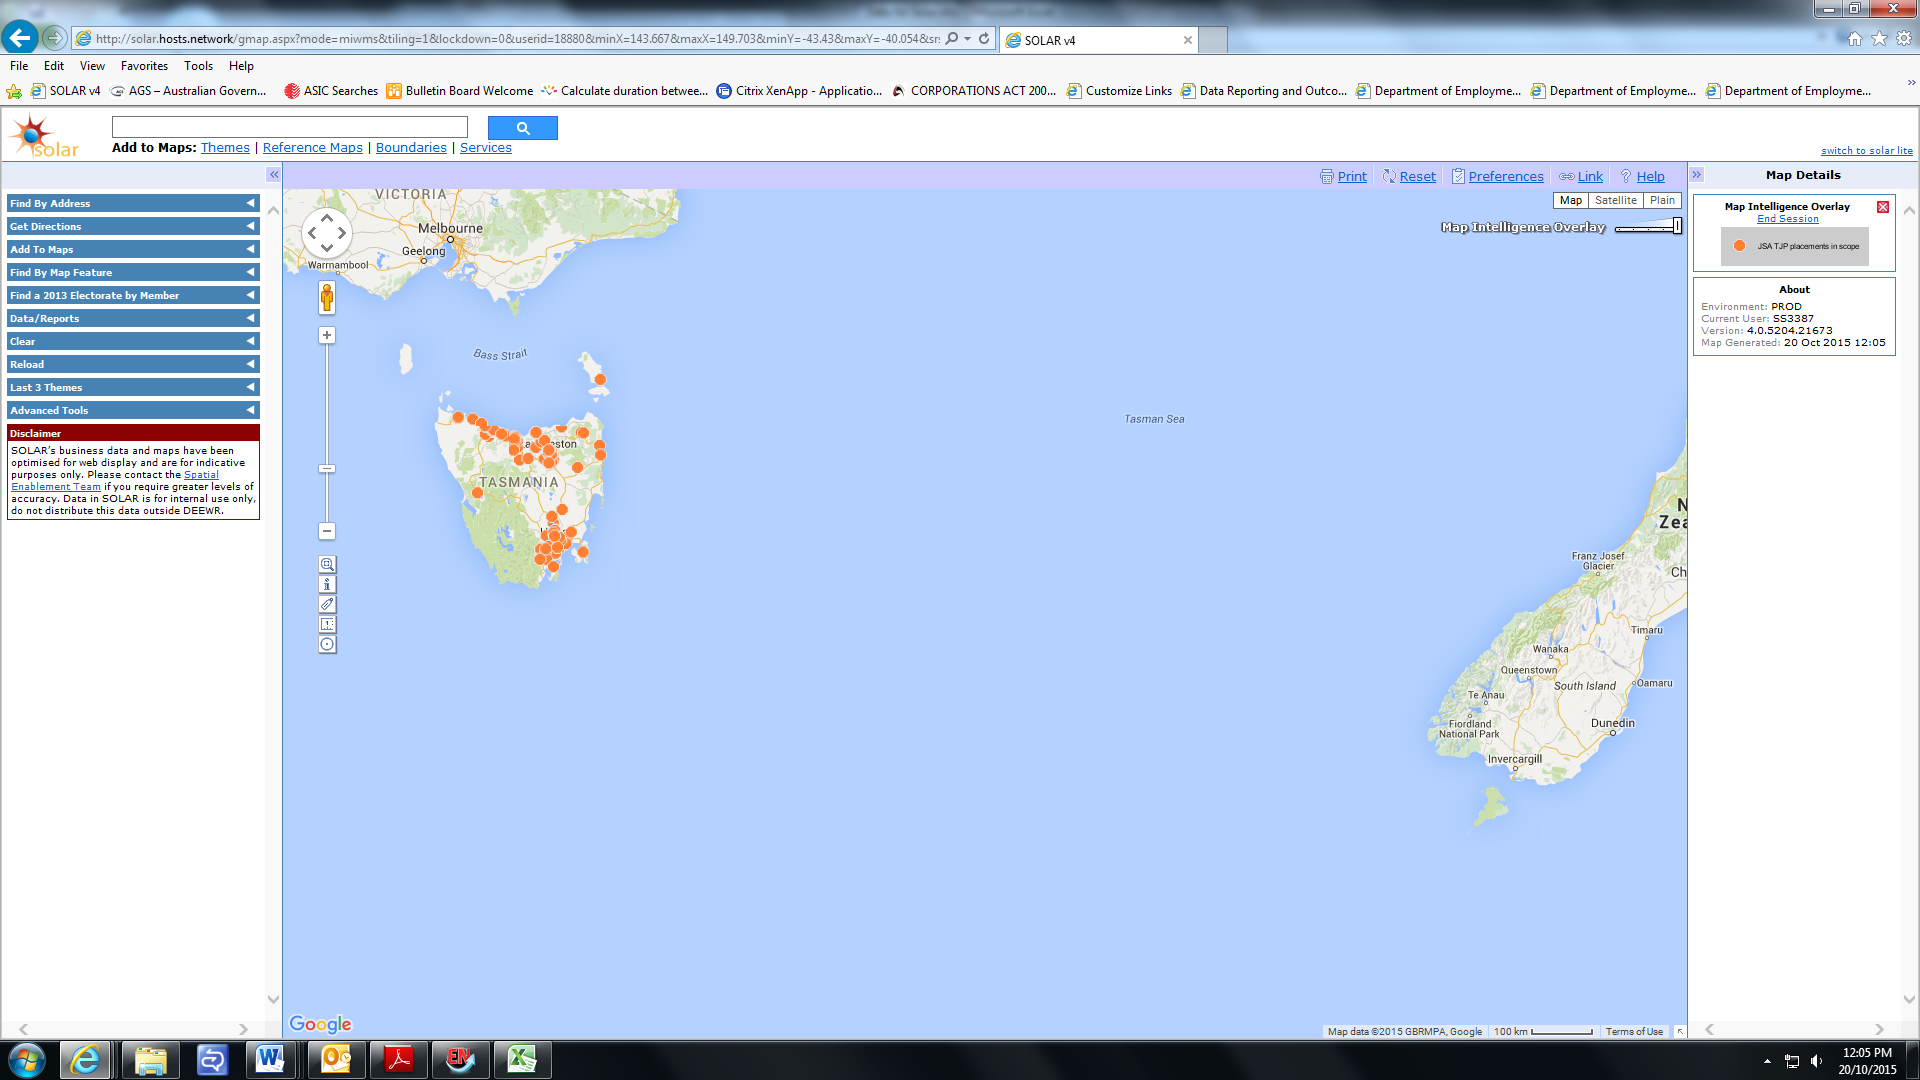 http://solar.hosts.network/gmap.aspx?mode=miwms&tiling=1&lockdown=0&userid=18880&minX=143.667&maxX=149.703&minY=-43.43&maxY=-40.054&srs
SOLAR v4
File Edit View Favorites Tools Help
SOLAR v4 AGS – Australian Govern... ASIC Searches Bulletin Board Welcome Calculate duration betwee... Citrix XenApp - Applicatio... CORPORATIONS ACT 200... Customize Links Data Reporting and Outco... Department of Employme... Department of Employme... Department of Employme...
solar
Add to Maps: Themes | Reference Maps | Boundaries | Services
switch to solar lite
Print Reset Preferences Link Help
Find By Address
Get Directions
Add To Maps
Find By Map Feature
Find a 2013 Electorate by Member
Data/Reports
Clear
Reload
Last 3 Themes
Advanced Tools
Disclaimer
SOLAR's business data and maps have been
optimised for web display and are for indicative
purposes only. Please contact the Spatial
Enablement Team if you require greater levels of
accuracy. Data in SOLAR is for internal use only,
do not distribute this data outside DEEWR.
Map Satellite Plain
Map Intelligence Overlay
VICTORIA
Melbourne
Geelong
Warrnambool
Bass Strait
TASMANIA
Tasman Sea
N
Zea
Franz Josef
Glacier
Ch
Timaru
Wanaka
Queenstown
South Island
Oamaru
Te Anau
Fiordland
National Park
Dunedin
Invercargill
Google
Map data ©2015 GBRMPA, Google 100 km Terms of Use
Map Details
Map Intelligence Overlay
End Session
JSA TJP placements in scope
About
Environment: PROD
Current User: SS3387
Version: 4.0.5204.21673
Map Generated: 20 Oct 2015 12:05
12:05 PM
20/10/2015